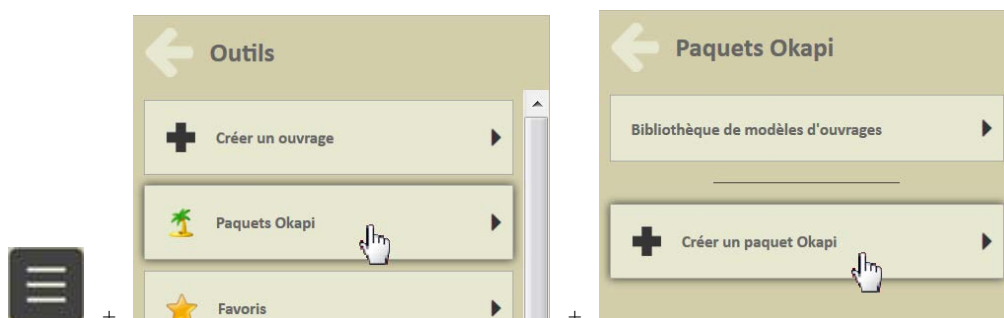 Outils
Créer un ouvrage
Paquets Okapi
Favoris
+
+
Paquets Okapi
Bibliothèque de modèles d'ouvrages
Créer un paquet Okapi